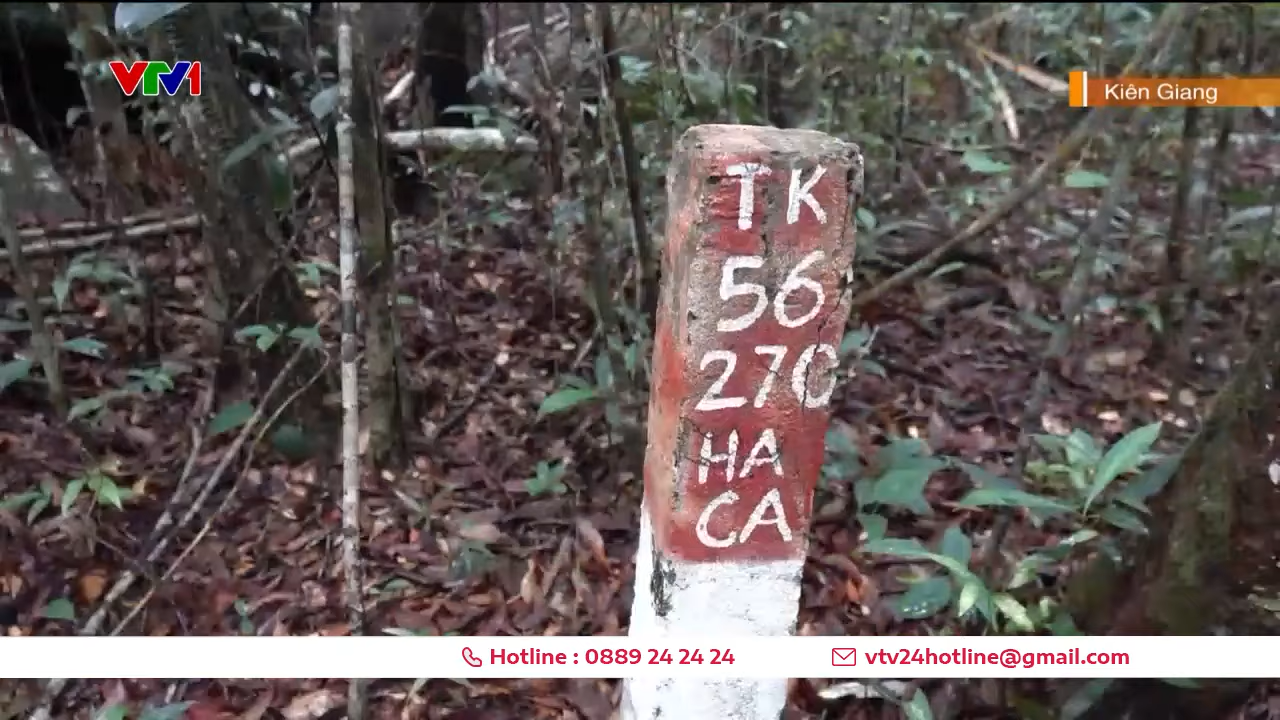 VTV1
Kiên Giang
TK
56
270
HA
CA
Hotline : 0889 24 24 24
vtv24hotline@gmail.com